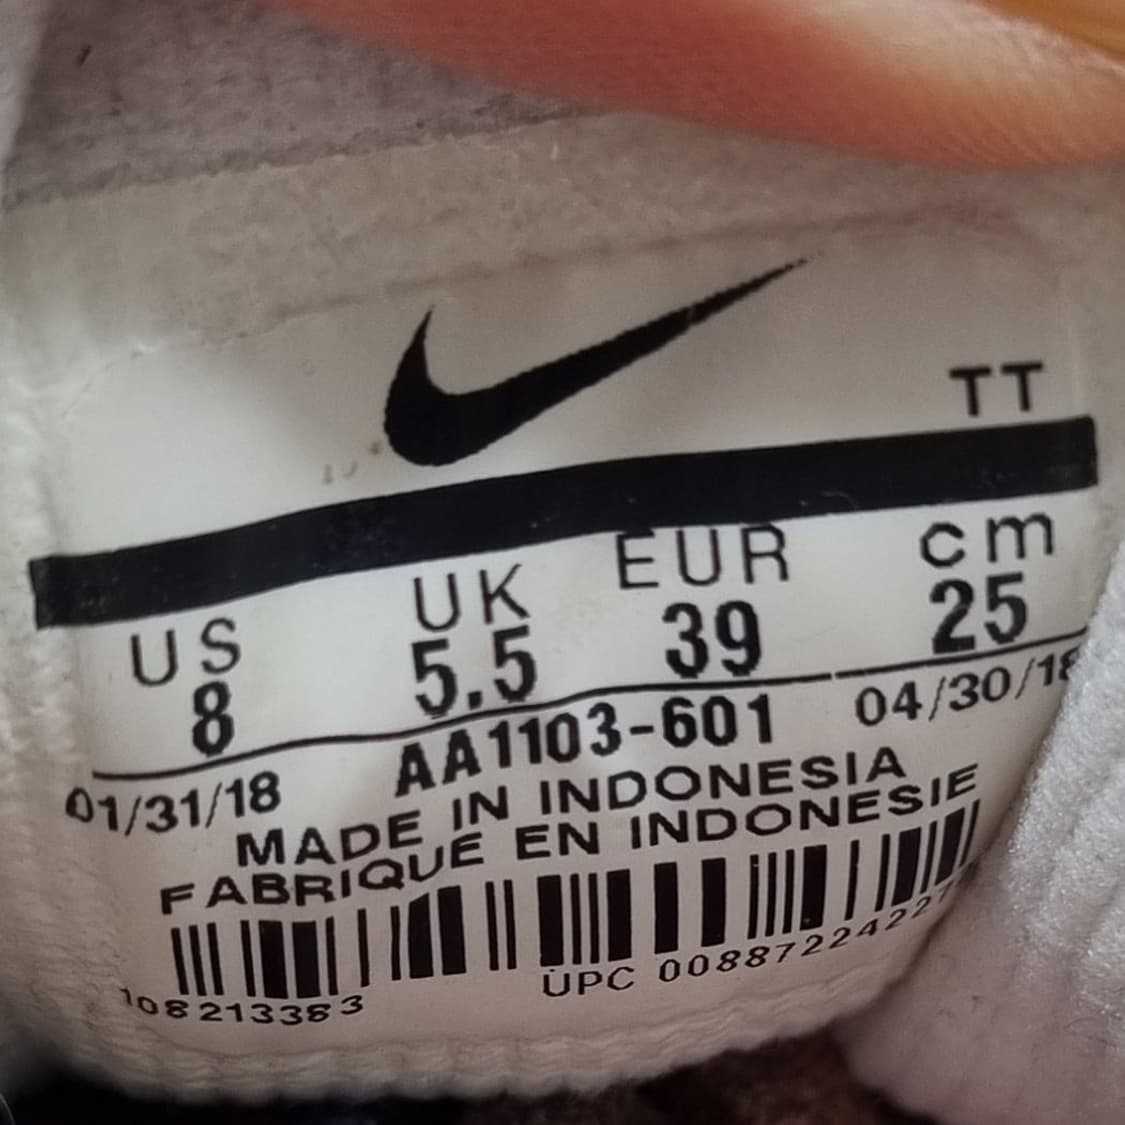 TT
US UK EUR cm
8 5.5 39 25
01/31/18 AA1103-601 04/30/18
MADE IN INDONESIA
FABRIQUÉ EN INDONESIE
UPC